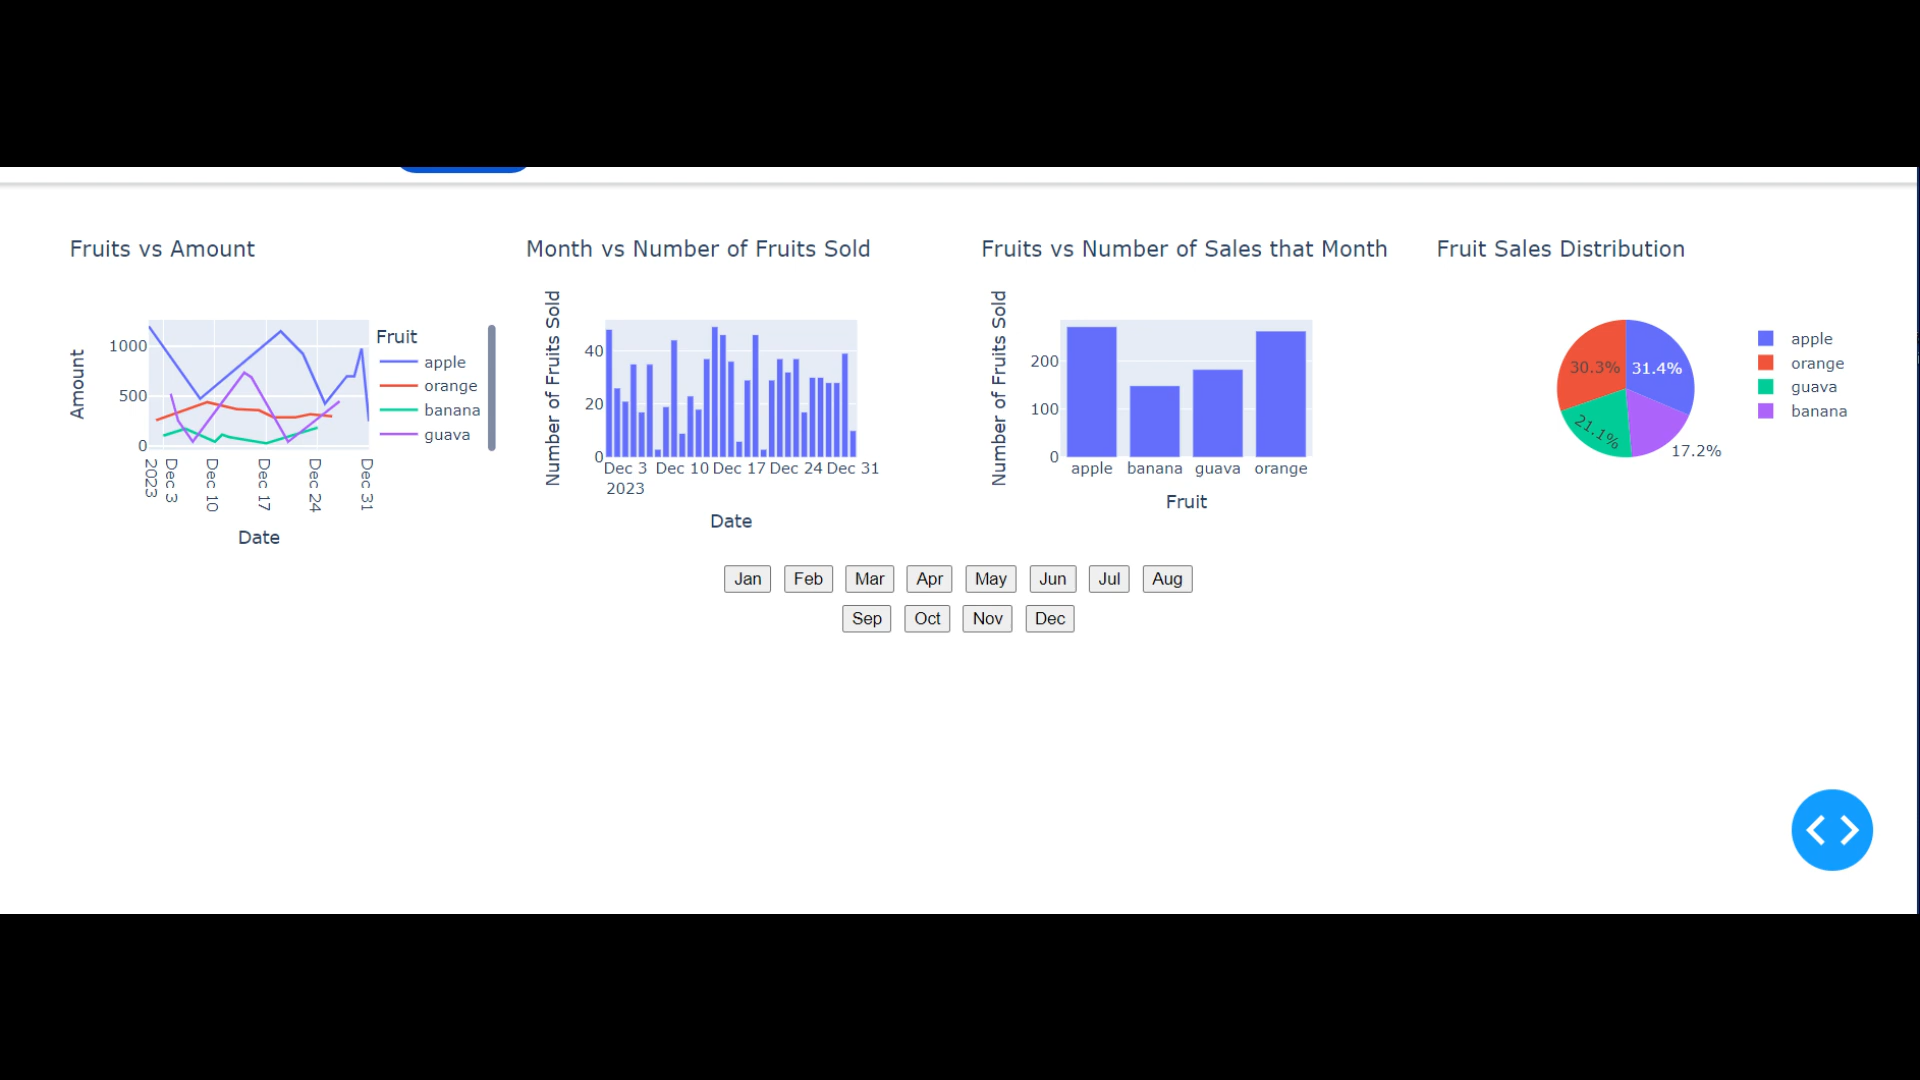 Fruits vs Amount
Amount
1000
500
0
2023
Dec 3
Dec 10
Dec 17
Dec 24
Dec 31
Date
Fruit
apple
orange
banana
guava
Month vs Number of Fruits Sold
Number of Fruits Sold
40
20
0
Dec 3 Dec 10 Dec 17 Dec 24 Dec 31
2023
Date
Fruits vs Number of Sales that Month
Number of Fruits Sold
200
100
0
apple banana guava orange
Fruit
Fruit Sales Distribution
30.3% 31.4%
21.1%
17.2%
apple
orange
guava
banana
Jan Feb Mar Apr May Jun Jul Aug
Sep Oct Nov Dec